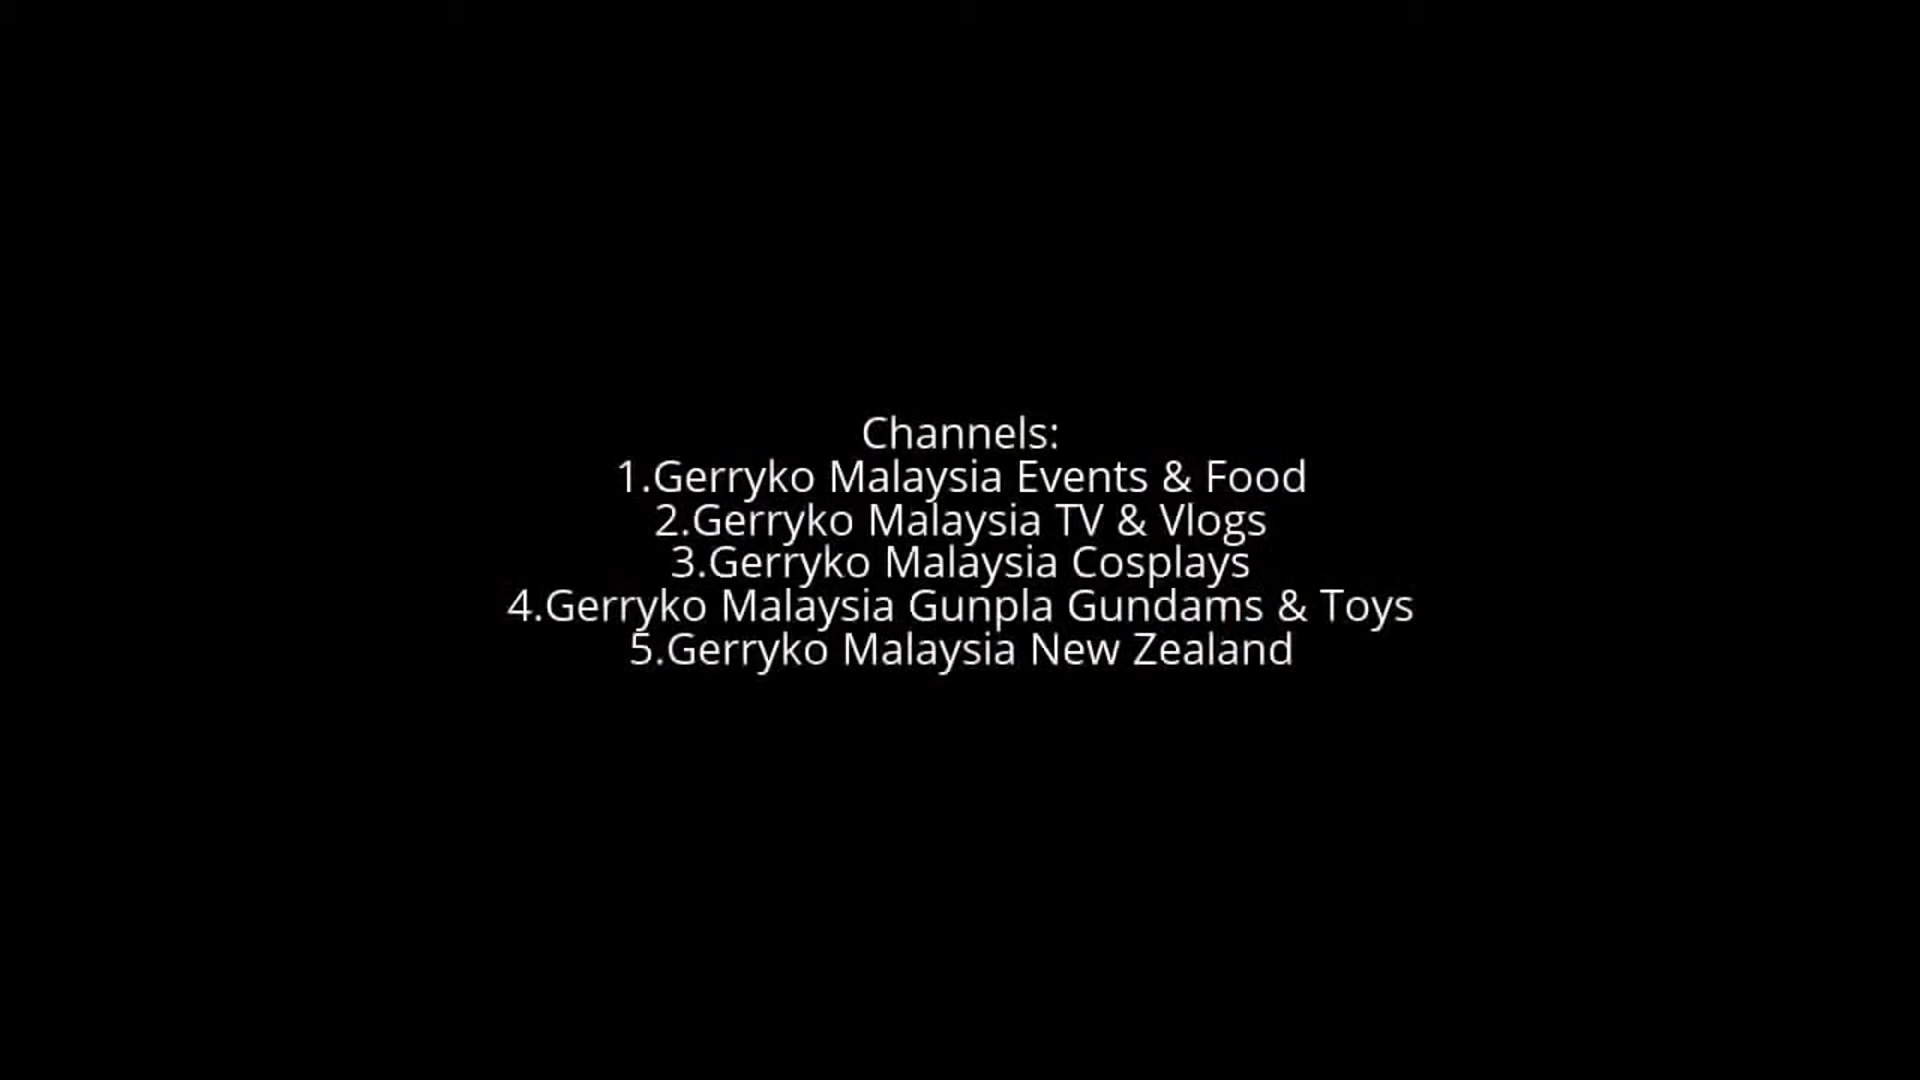 Channels:
1.Gerryko Malaysia Events & Food
2.Gerryko Malaysia TV & Vlogs
3.Gerryko Malaysia Cosplays
4.Gerryko Malaysia Gunpla Gundams & Toys
5.Gerryko Malaysia New Zealand